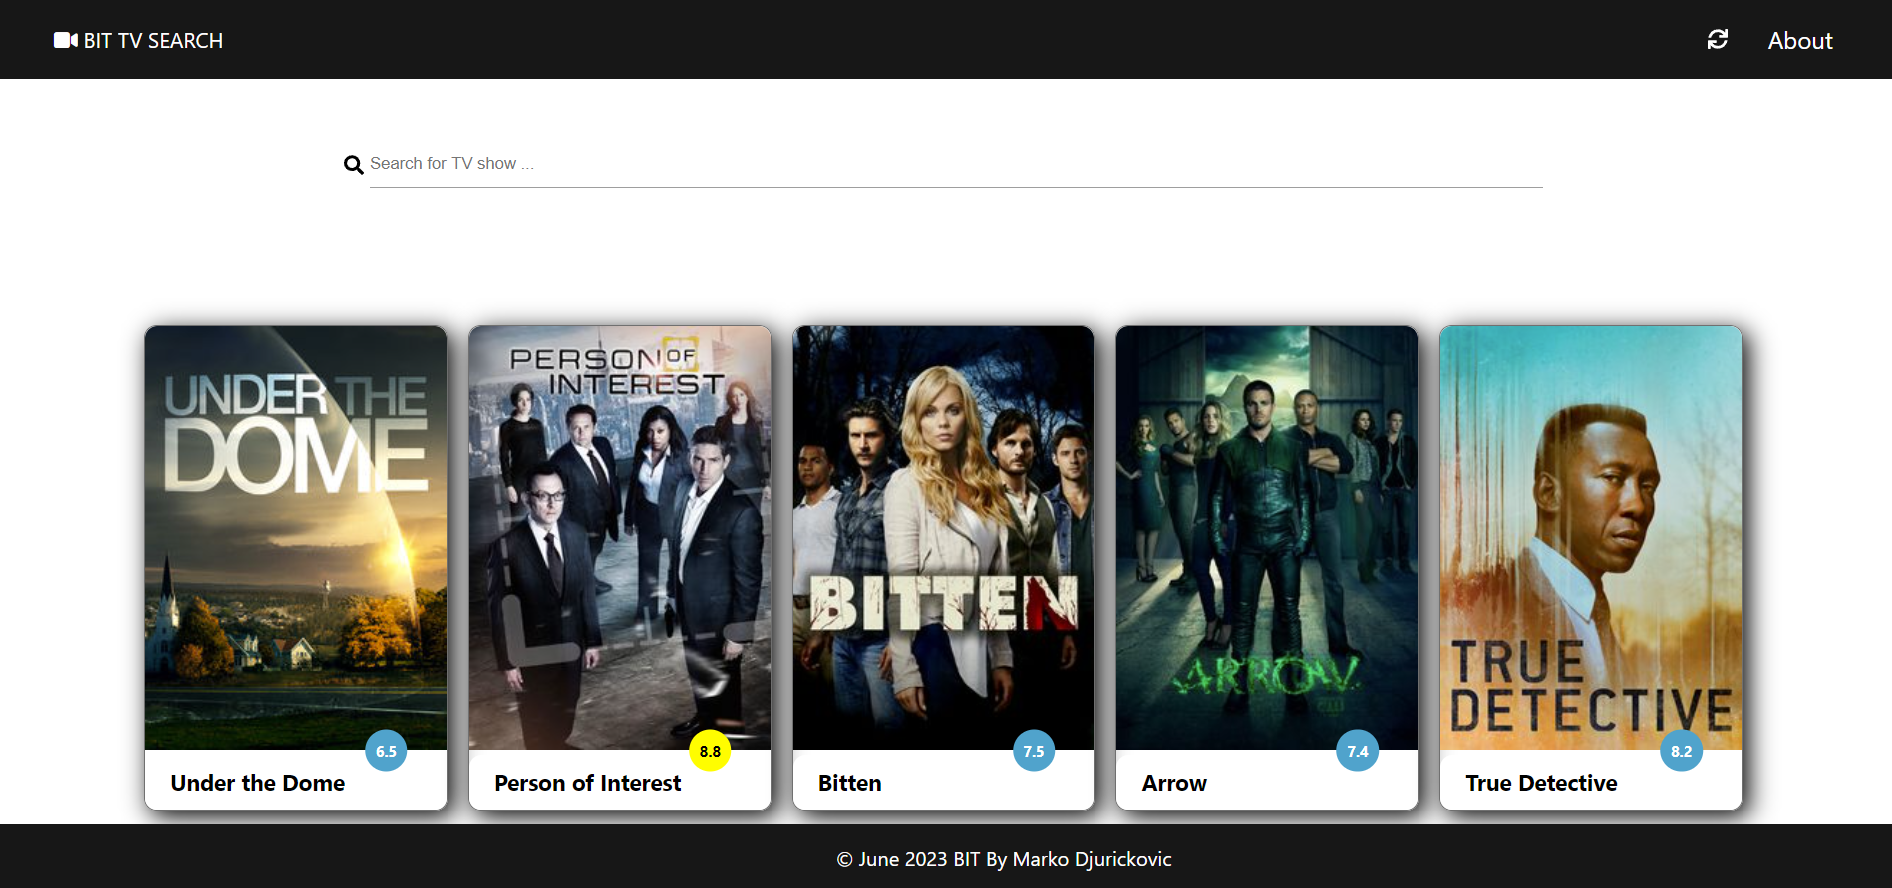 BIT TV SEARCH
About
Search for TV show ...
UNDER THE
DOME
PERSON OF
INTEREST
BITTEN
ARROW
TRUE
DETECTIVE
6.5
8.8
7.5
7.4
8.2
Under the Dome
Person of Interest
Bitten
Arrow
True Detective
© June 2023 BIT By Marko Djurickovic